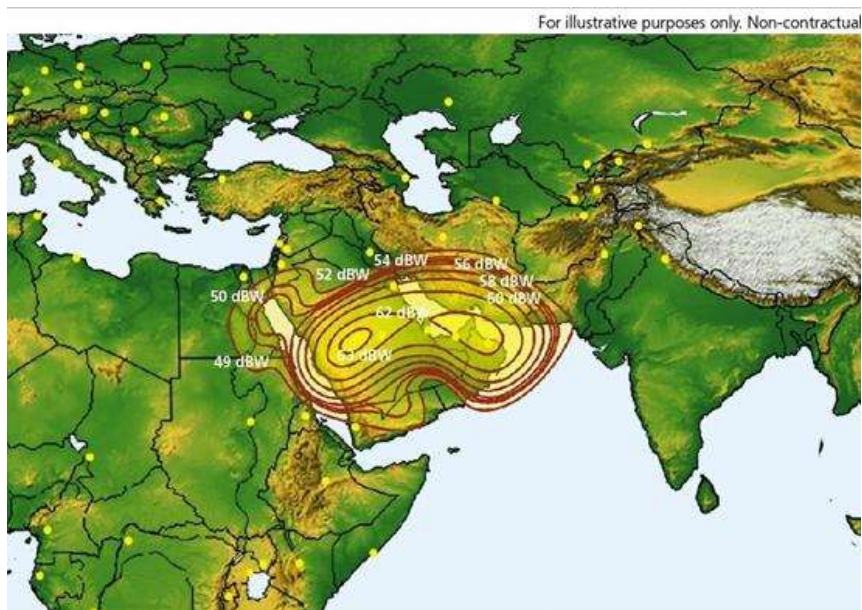 For illustrative purposes only. Non-contractual
54 dBW
56 dBW
52 dBW
58 dBW
50 dBW
60 dBW
62 dBW
63 dBW
49 dBW